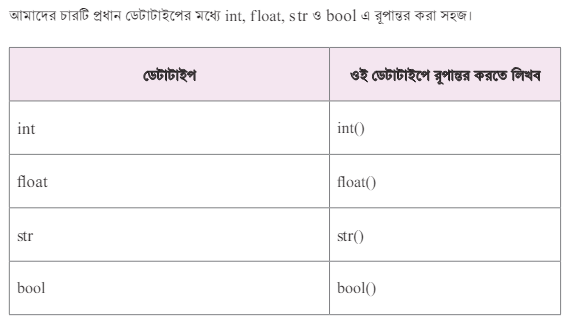 আমাদের চারটি প্রধান ডেটাটাইপের মধ্যে int, float, str ও bool এ রূপান্তর করা সহজ।
ডেটাটাইপ ওই ডেটাটাইপে রূপান্তর করতে লিখব
int int()
float float()
str str()
bool bool()